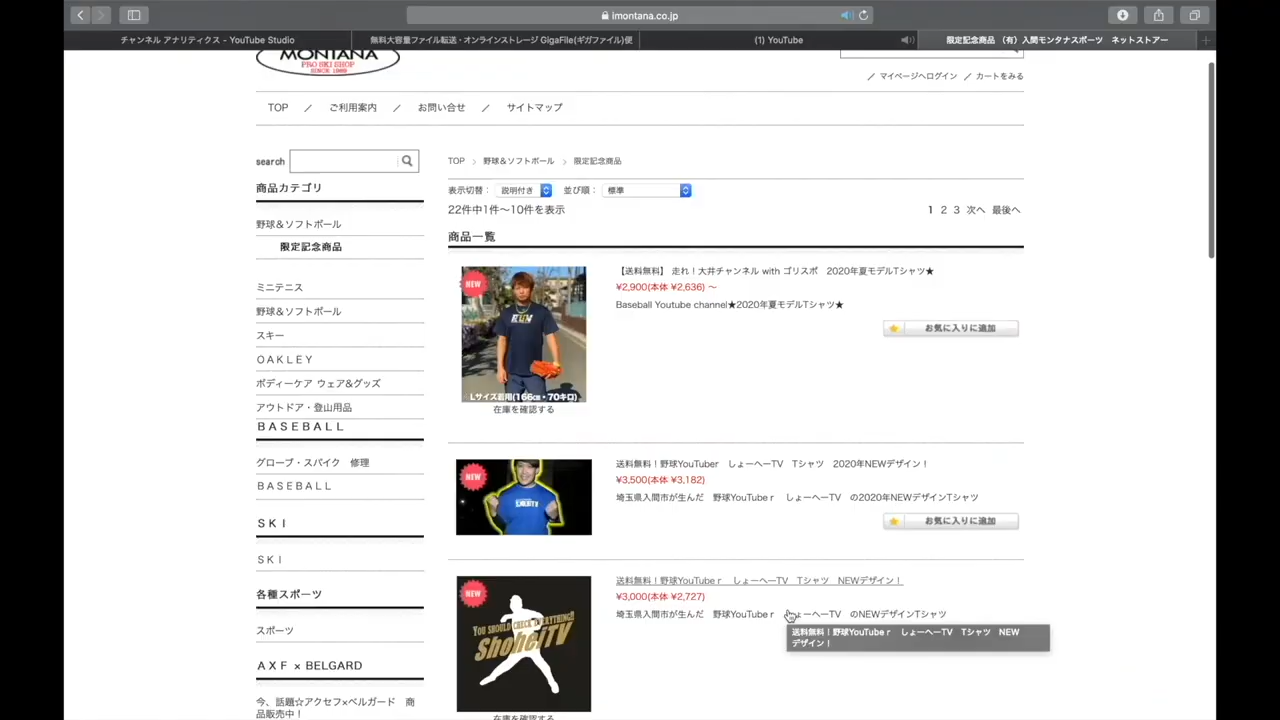 imontana.co.jp
チャンネル アナリティクス - YouTube Studio
無料大容量ファイル転送・オンラインストレージ GigaFile(ギガファイル)便
(1) YouTube
限定記念商品 （有）入間モンタナスポーツ ネットストアー
MONTANA
PRO SKI SHOP
／ マイページへログイン ／ カートをみる
TOP ／ ご利用案内 ／ お問い合せ ／ サイトマップ
search
商品カテゴリ
野球＆ソフトボール
限定記念商品
ミニテニス
野球＆ソフトボール
スキー
ＯＡＫＬＥＹ
ボディーケア ウェア&グッズ
アウトドア・登山用品
ＢＡＳＥＢＡＬＬ
グローブ・スパイク 修理
ＢＡＳＥＢＡＬＬ
ＳＫＩ
ＳＫＩ
各種スポーツ
スポーツ
ＡＸＦ × BELGARD
今、話題☆アクセフ×ベルガード 商品販売中！
TOP > 野球＆ソフトボール > 限定記念商品
表示切替： 説明付き 並び順： 標準
22件中1件～10件を表示
1 2 3 次へ 最後へ
商品一覧
NEW
RUN
Lサイズ着用(166㎝・70キロ)
在庫を確認する
【送料無料】 走れ！大井チャンネル with ゴリスポ 2020年夏モデルTシャツ★
¥2,900(本体 ¥2,636) ～
Baseball Youtube channel★2020年夏モデルTシャツ★
お気に入りに追加
NEW
SHOHEITV
送料無料！野球YouTuber しょーへーTV Tシャツ 2020年NEWデザイン！
¥3,500(本体 ¥3,182)
埼玉県入間市が生んだ 野球YouTubeｒ しょーへーTV の2020年NEWデザインTシャツ
お気に入りに追加
NEW
YOU SHOULD CHECK EVERYTHING!!
ShoheiTV
在庫を確認する
送料無料！野球YouTubeｒ しょーへーTV Tシャツ NEWデザイン！
¥3,000(本体 ¥2,727)
埼玉県入間市が生んだ 野球YouTubeｒ しょーへーTV のNEWデザインTシャツ
送料無料！野球YouTubeｒ しょーへーTV Tシャツ NEW
デザイン！